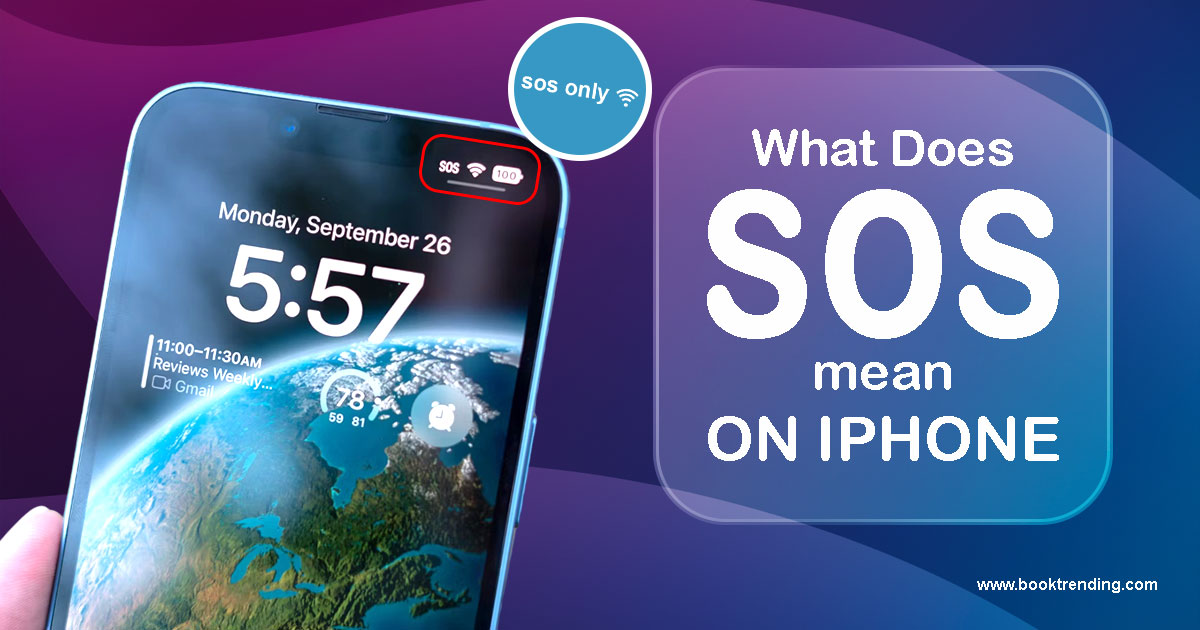 sos only
SOS 100
Monday, September 26
5:57
11:00–11:30AM
Reviews Weekly...
Gmail
78
59 81
What Does
SOS
mean
ON IPHONE
www.booktrending.com